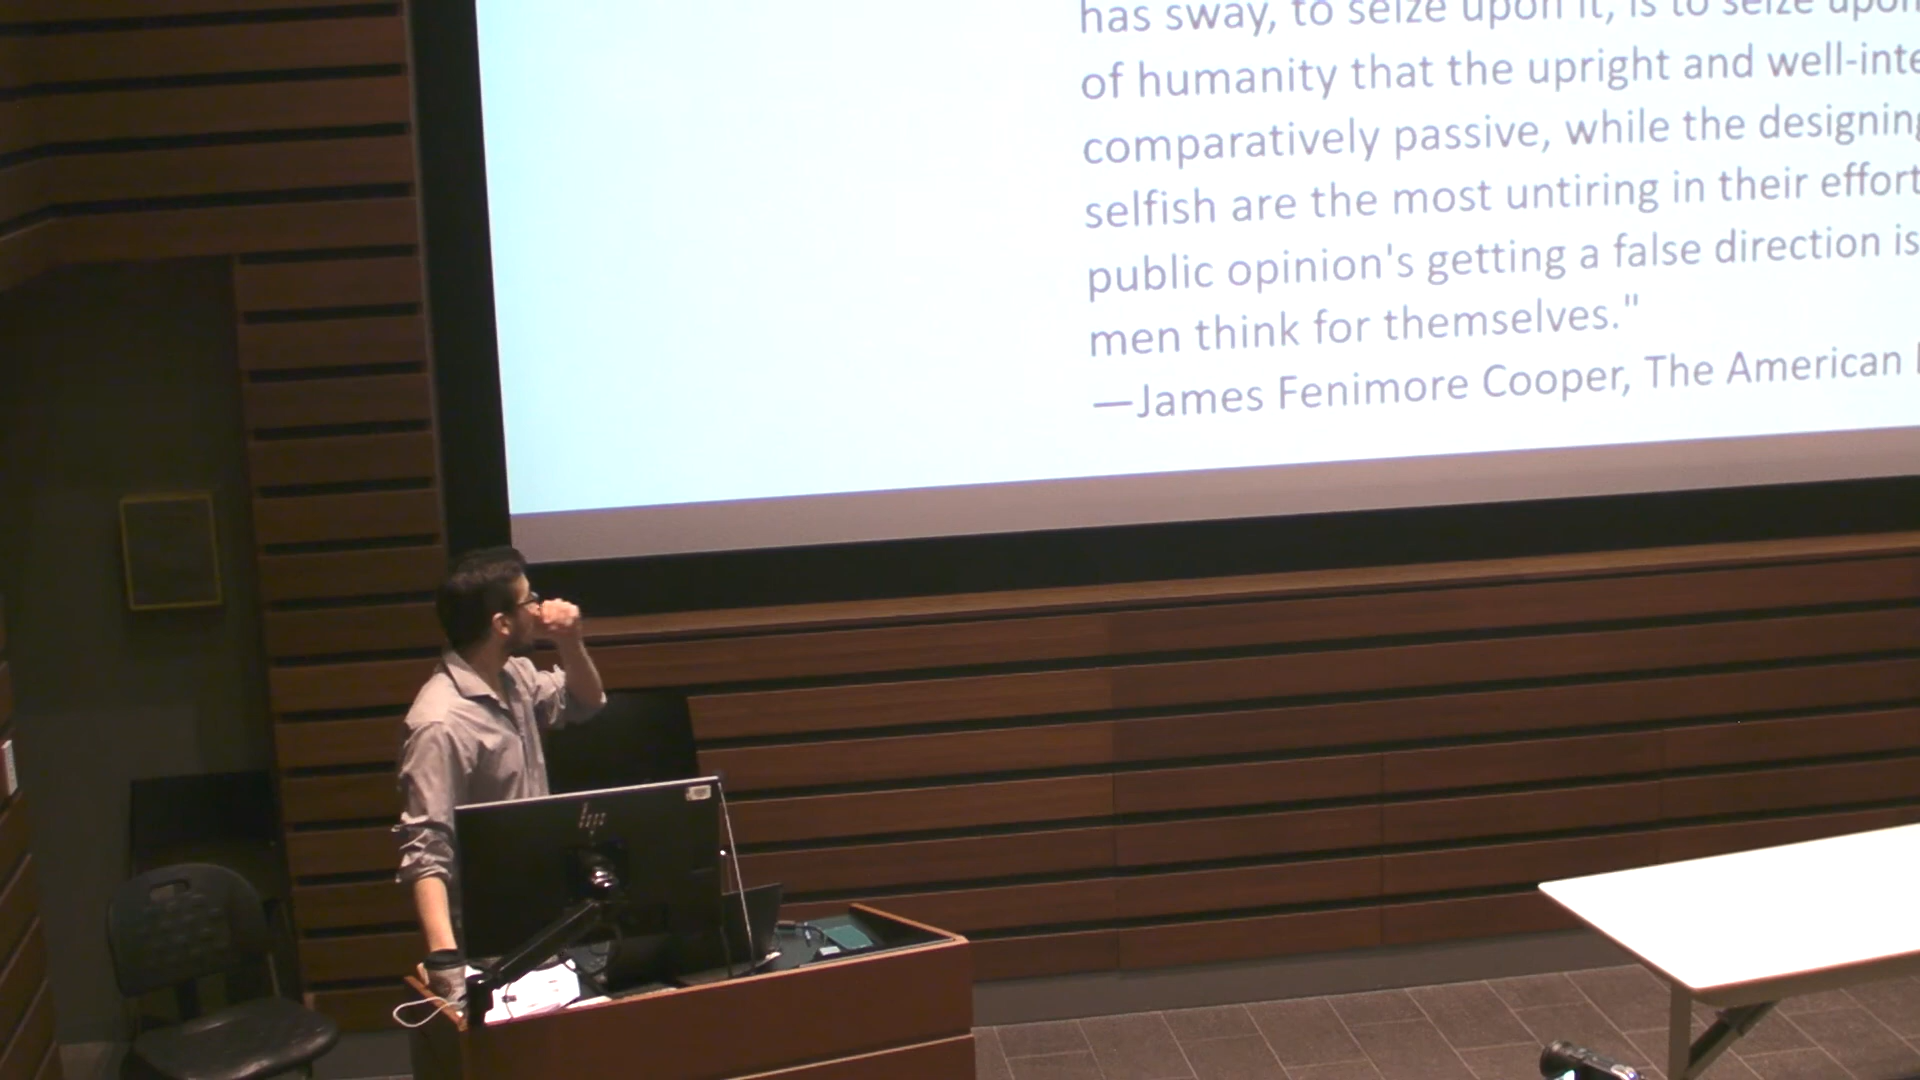 has sway, to seize upon it, is to seize upon
of humanity that the upright and well-inte
comparatively passive, while the designing
selfish are the most untiring in their effort
public opinion's getting a false direction is
men think for themselves."
—James Fenimore Cooper, The American
hp